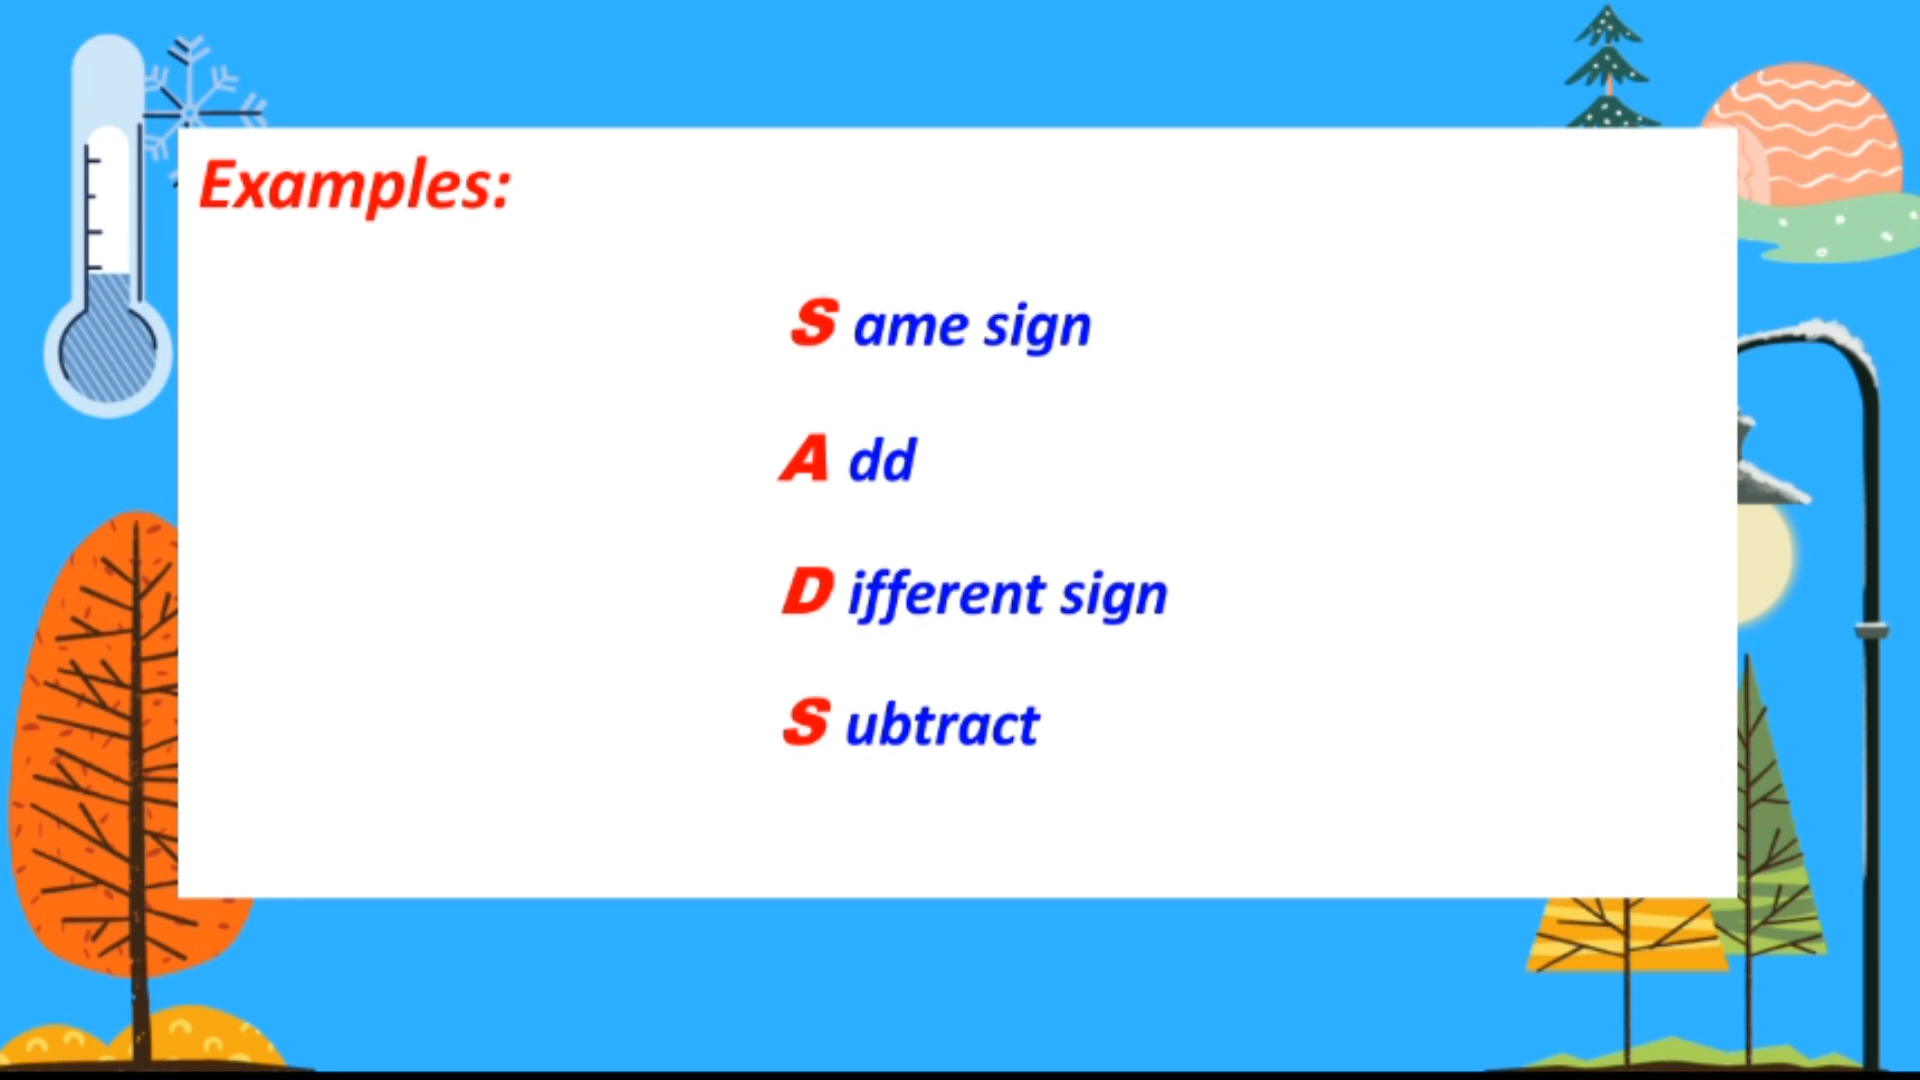 Examples:
S ame sign
A dd
D ifferent sign
S ubtract